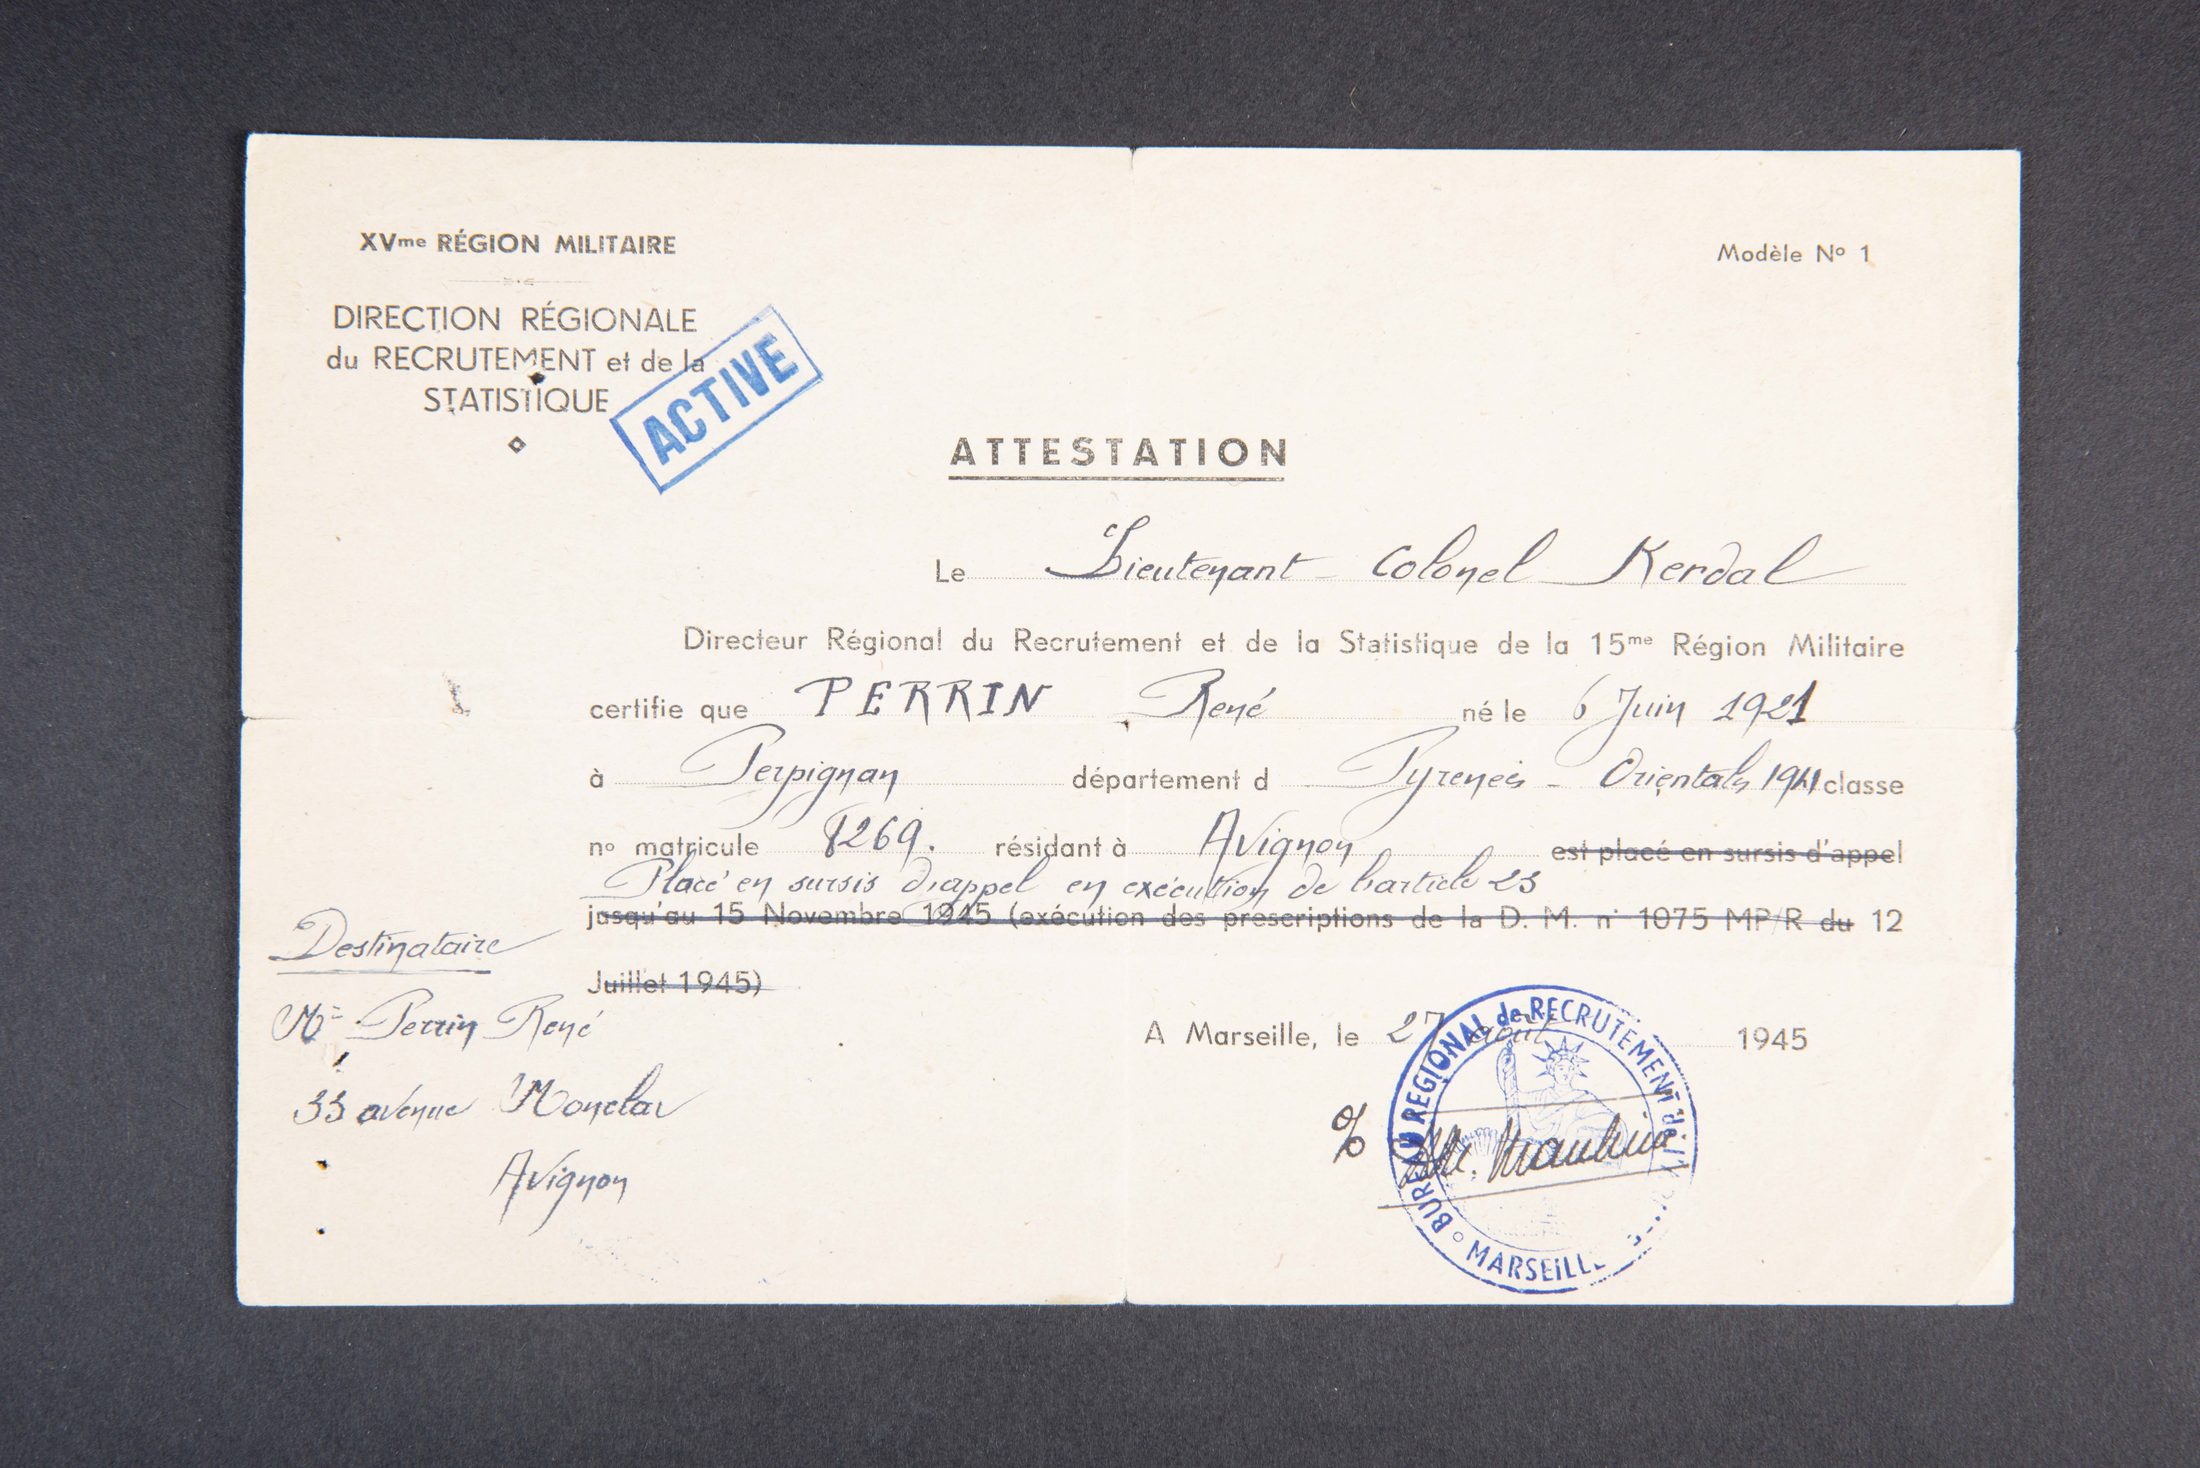 XVme RÉGION MILITAIRE
Modèle No 1
DIRECTION RÉGIONALE
du RECRUTEMENT et de la
STATISTIQUE
ACTIVE
ATTESTATION
Le Lieutenant-Colonel Kerdal
Directeur Régional du Recrutement et de la Statistique de la 15me Région Militaire
certifie que PERRIN René né le 6 Juin 1921
à Perpignan département d Pyrenees-Orientales 1941 classe
no matricule 8269. résidant à Avignon est placé en sursis d'appel
Placé en sursis d'appel en exécution de l'article 23
jusqu'au 15 Novembre 1945 (exécution des prescriptions de la D. M. n° 1075 MP/R du 12
Juillet 1945)
Destinataire
Mr Perrin René
33 avenue Monclar
Avignon
A Marseille, le 27 août 1945
BUREAU REGIONAL de RECRUTEMENT
MARSEILLE